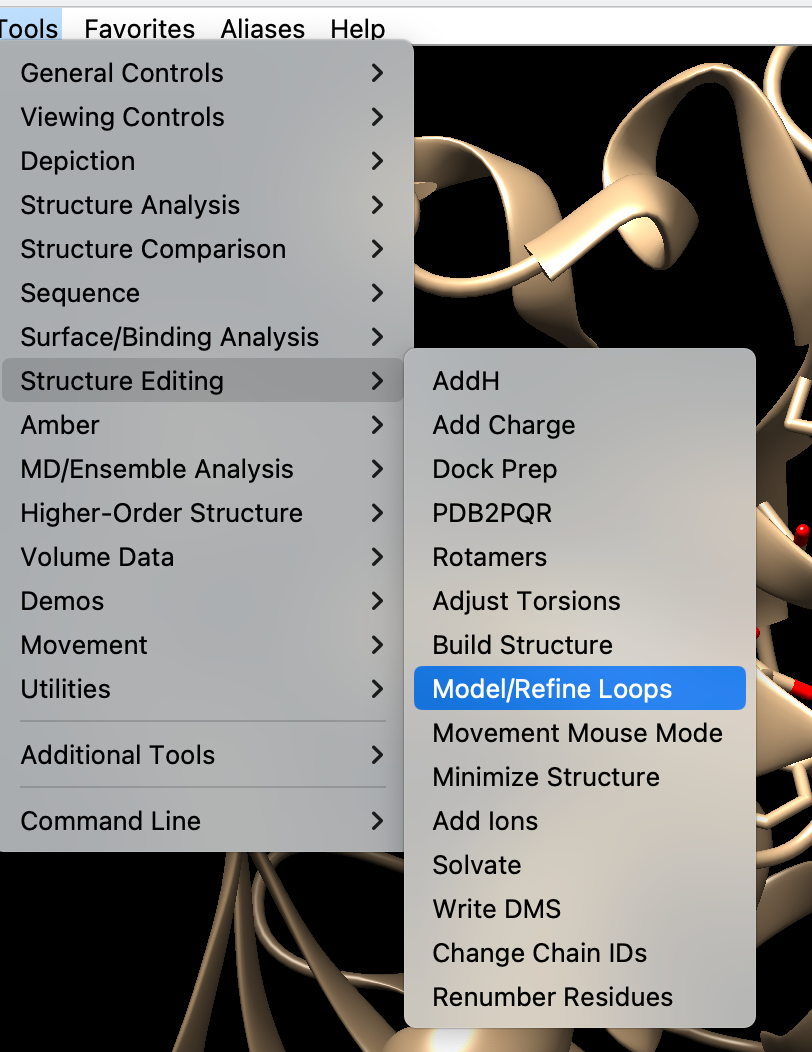 Tools Favorites Aliases Help
General Controls
Viewing Controls
Depiction
Structure Analysis
Structure Comparison
Sequence
Surface/Binding Analysis
Structure Editing
Amber
MD/Ensemble Analysis
Higher-Order Structure
Volume Data
Demos
Movement
Utilities
Additional Tools
Command Line
AddH
Add Charge
Dock Prep
PDB2PQR
Rotamers
Adjust Torsions
Build Structure
Model/Refine Loops
Movement Mouse Mode
Minimize Structure
Add Ions
Solvate
Write DMS
Change Chain IDs
Renumber Residues